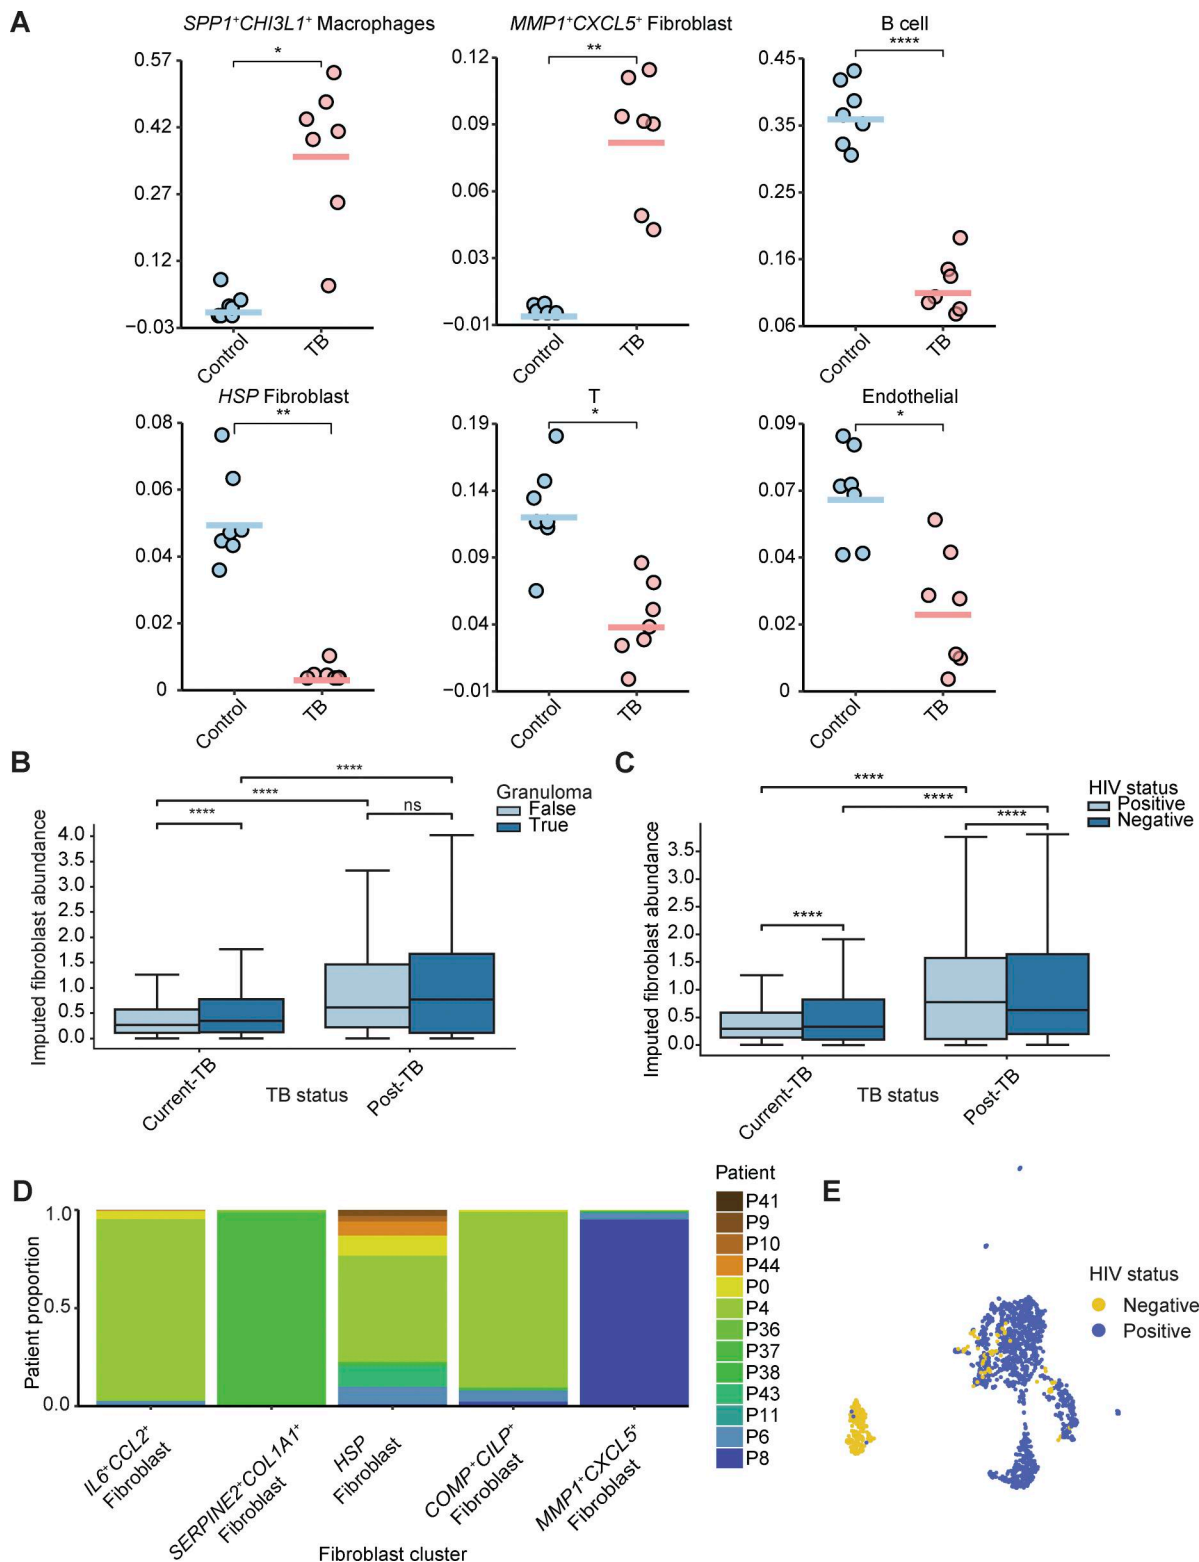 A
SPP1⁺CHI3L1⁺ Macrophages
*
0.57
0.42
0.27
0.12
−0.03
Control
TB
MMP1⁺CXCL5⁺ Fibroblast
**
0.12
0.09
0.06
0.03
−0.01
Control
TB
B cell
****
0.45
0.35
0.25
0.16
0.06
Control
TB
HSP Fibroblast
**
0.08
0.06
0.04
0.02
0
Control
TB
T
*
0.19
0.14
0.09
0.04
−0.01
Control
TB
Endothelial
*
0.09
0.07
0.04
0.02
0
Control
TB
B
****
****
****
ns
Granuloma
False
True
Imputed fibroblast abundance
4.0
3.5
3.0
2.5
2.0
1.5
1.0
0.5
0.0
Current-TB
Post-TB
TB status
C
****
****
****
****
HIV status
Positive
Negative
Imputed fibroblast abundance
3.5
3.0
2.5
2.0
1.5
1.0
0.5
0.0
Current-TB
Post-TB
TB status
D
Patient proportion
1.0
0.5
0.0
IL6⁺CCL2⁺
Fibroblast
SERPINE2⁺COL1A1⁺
Fibroblast
HSP
Fibroblast
COMP⁺CILP⁺
Fibroblast
MMP1⁺CXCL5⁺
Fibroblast
Fibroblast cluster
Patient
P41
P9
P10
P44
P0
P4
P36
P37
P38
P43
P11
P6
P8
E
HIV status
Negative
Positive